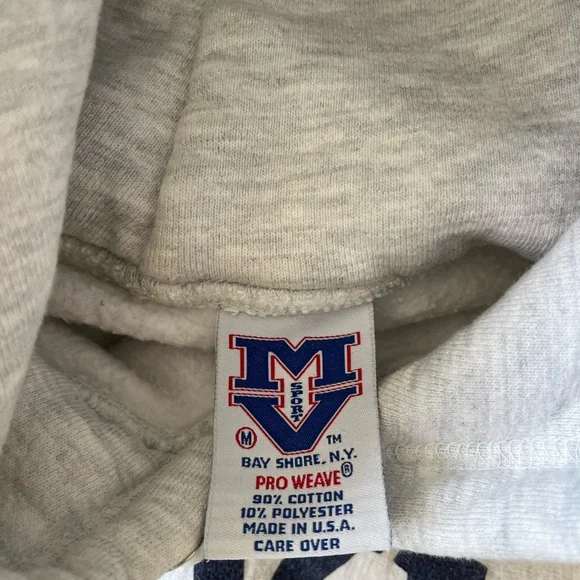 MV
SPORT
M ™
BAY SHORE, N.Y.
PRO WEAVE®
90% COTTON
10% POLYESTER
MADE IN U.S.A.
CARE OVER